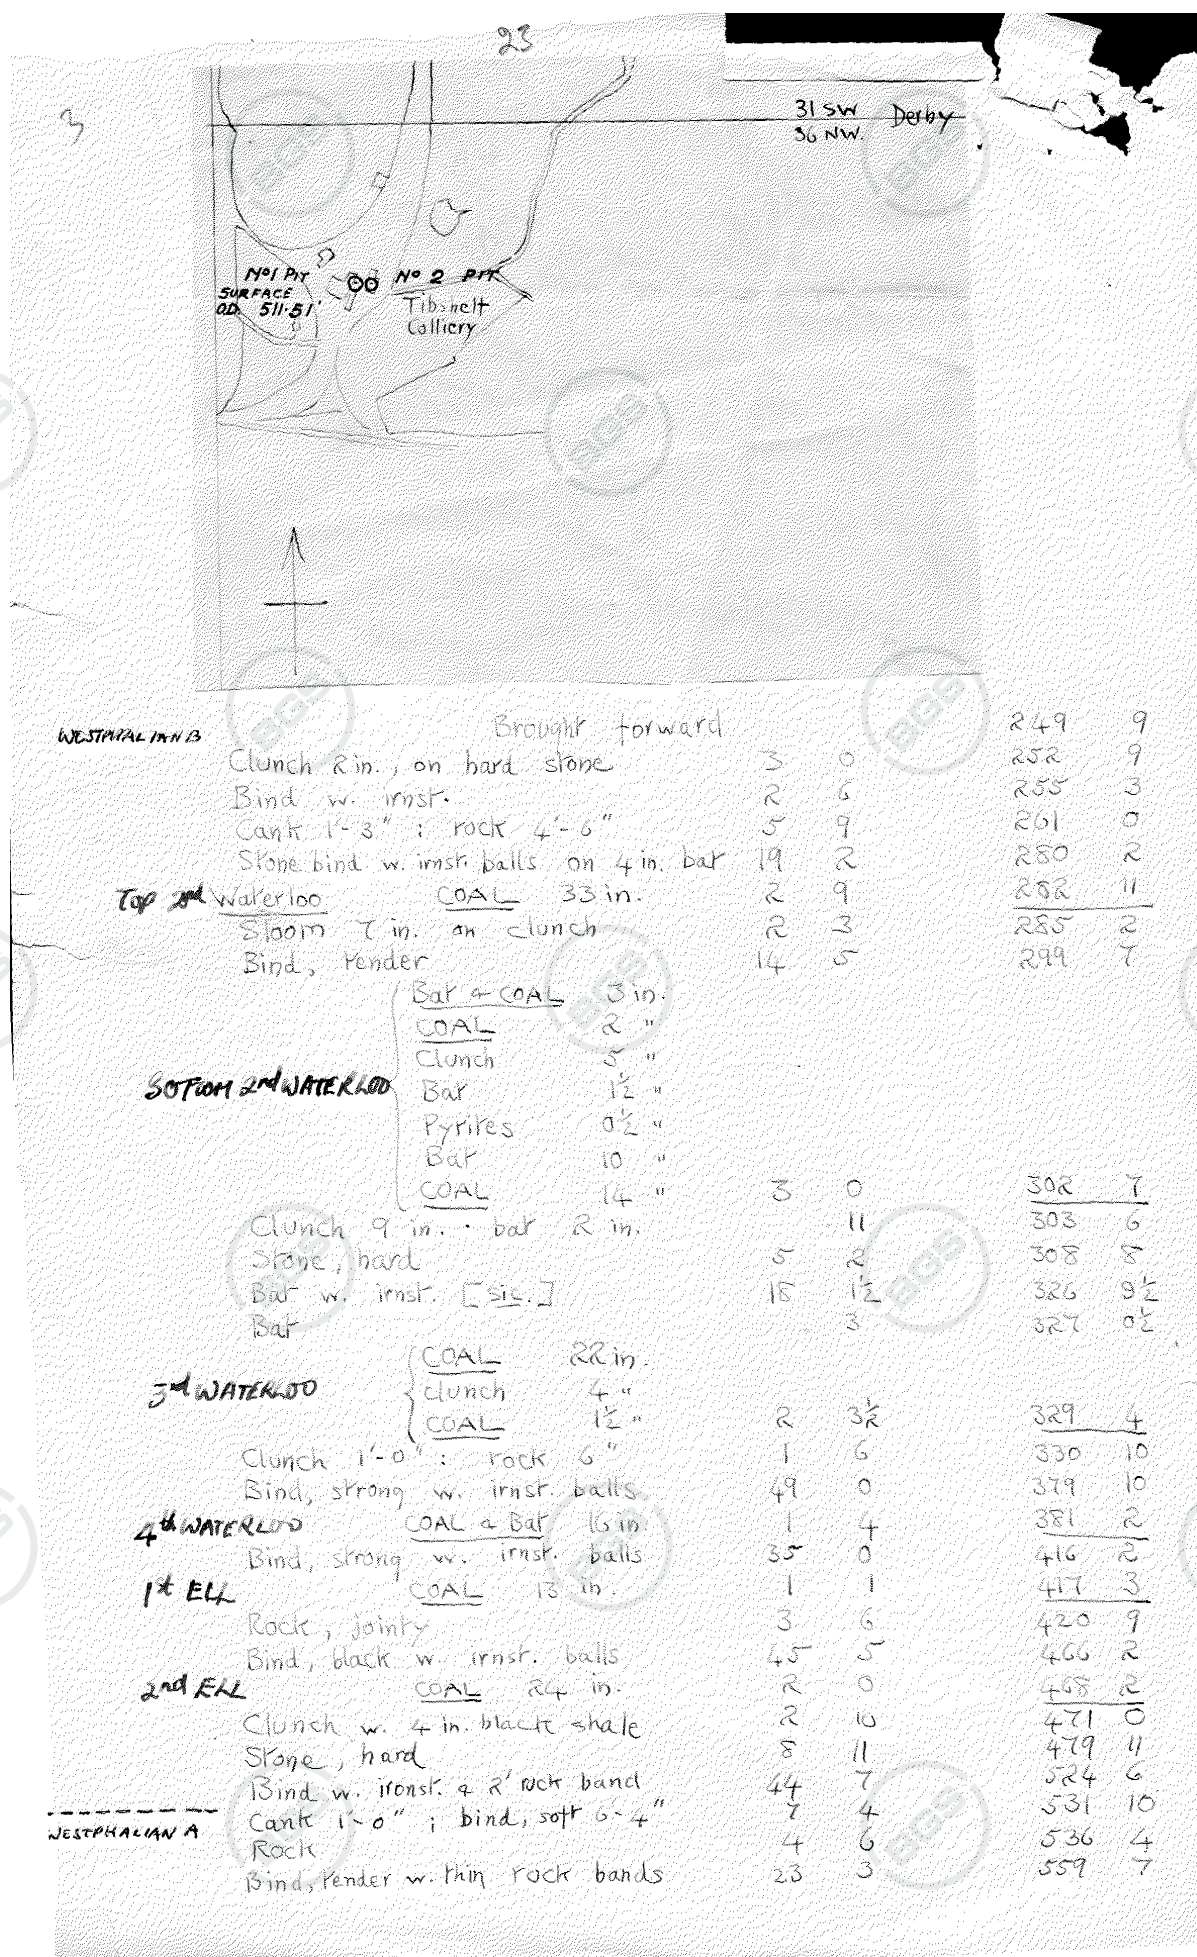 23
3
31 SW Derby
36 NW.
No 1 Pit
SURFACE
O.D. 511.51'
No 2 PIT
Tibshelf
Colliery
BGS
WESTPHALIAN B
Brought forward 249 9
Clunch 2 in., on hard stone 3 0 252 9
Bind w. irnst. 2 6 255 3
Cank 1'-3" : rock 4'-6" 5 9 261 0
Stone bind w. irnst. balls on 4 in. bat 19 2 280 2
Top 2nd Waterloo COAL 33 in. 2 9 282 11
Sloom 7 in. on clunch 2 3 285 2
Bind, tender 14 5 299 7
Bat & COAL 3 in.
COAL 2 "
Clunch 5 "
BOTTOM 2nd WATERLOO Bat 1½ "
Pyrites 0½ "
Bat 10 "
COAL 14 " 3 0 302 7
Clunch 9 in. . bat 2 in. 11 303 6
Stone, hard 5 2 308 8
Bat w. irnst. [sic.] 18 1½ 326 9½
Bat 3 327 0½
COAL 22 in.
3rd WATERLOO clunch 4 "
COAL 1½ " 2 3½ 329 4
Clunch 1'-0" : rock 6" 1 6 330 10
Bind, strong w. irnst. balls 49 0 379 10
4th WATERLOO COAL & Bat 16 in 1 4 381 2
Bind, strong w. irnst. balls 35 0 416 2
1st ELL COAL 13 in. 1 1 417 3
Rock, jointy 3 6 420 9
Bind, black w. irnst. balls 45 5 466 2
2nd ELL COAL 24 in. 2 0 468 2
Clunch w. 4 in. black shale 2 10 471 0
Stone, hard 8 11 479 11
Bind w. ironst. & 2' rock band 44 7 524 6
Cank 1'-0" ; bind, soft 6-4" 7 4 531 10
WESTPHALIAN A
Rock 4 6 536 4
Bind, tender w. thin rock bands 23 3 559 7